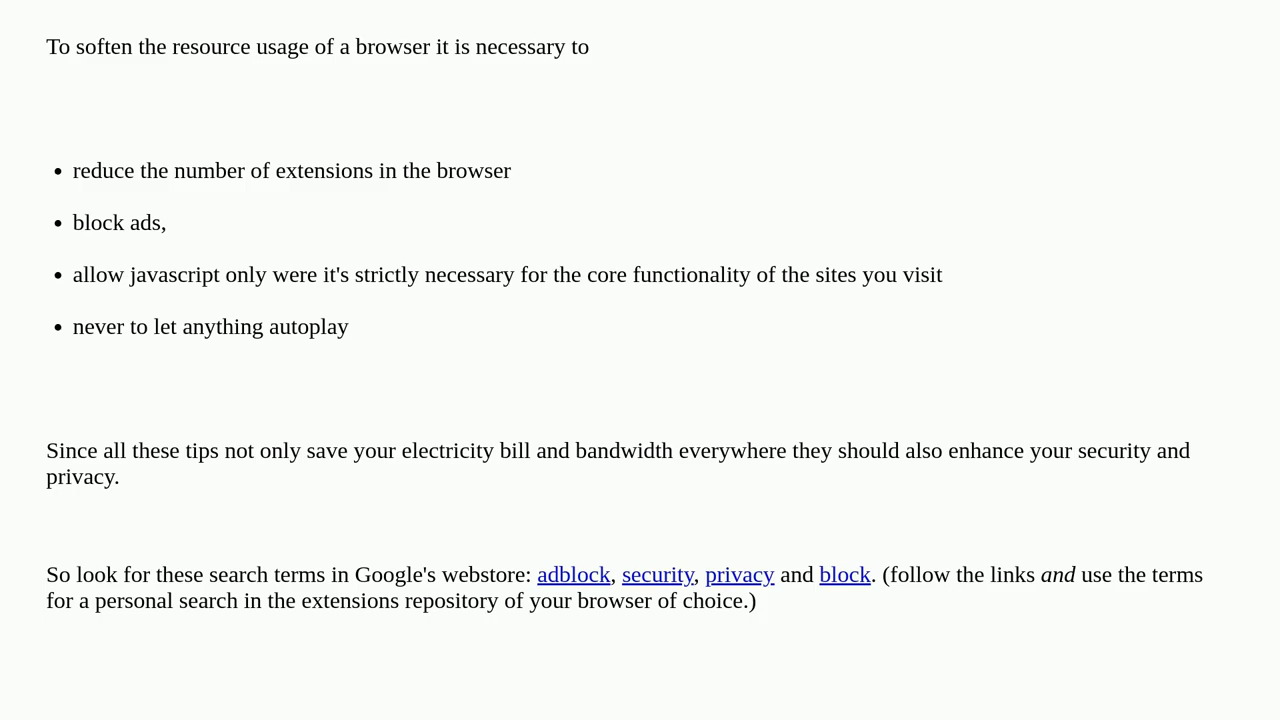 To soften the resource usage of a browser it is necessary to
• reduce the number of extensions in the browser
• block ads,
• allow javascript only were it's strictly necessary for the core functionality of the sites you visit
• never to let anything autoplay
Since all these tips not only save your electricity bill and bandwidth everywhere they should also enhance your security and
privacy.
So look for these search terms in Google's webstore: adblock, security, privacy and block. (follow the links and use the terms
for a personal search in the extensions repository of your browser of choice.)